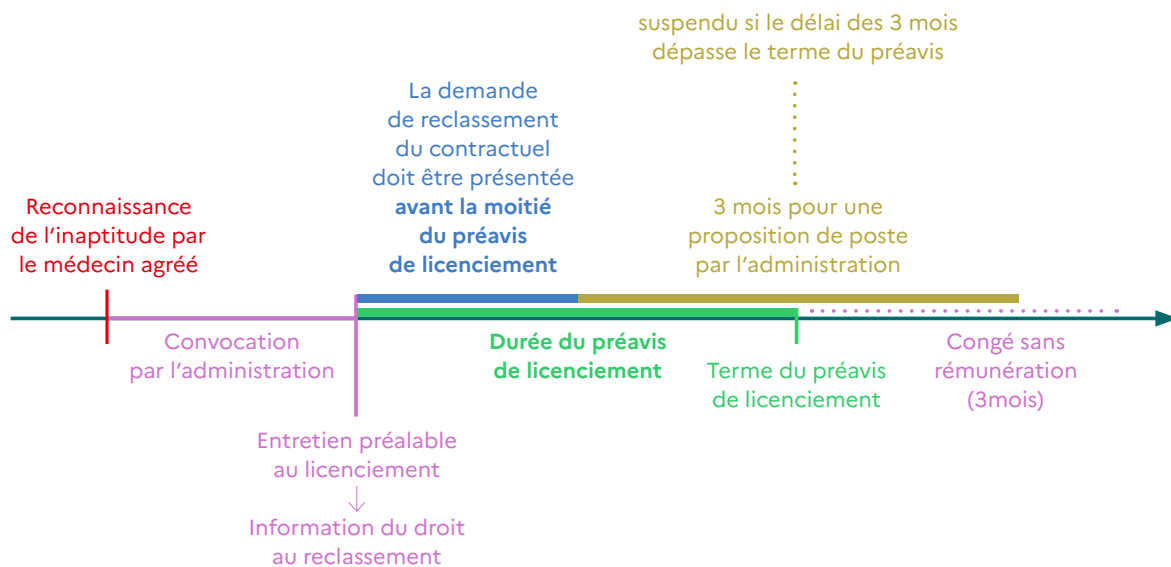 suspendu si le délai des 3 mois
dépasse le terme du préavis
La demande
de reclassement
du contractuel
doit être présentée
avant la moitié
du préavis
de licenciement
Reconnaissance
de l'inaptitude par
le médecin agréé
3 mois pour une
proposition de poste
par l'administration
Convocation
par l'administration
Durée du préavis
de licenciement
Terme du préavis
de licenciement
Congé sans
rémunération
(3mois)
Entretien préalable
au licenciement
Information du droit
au reclassement